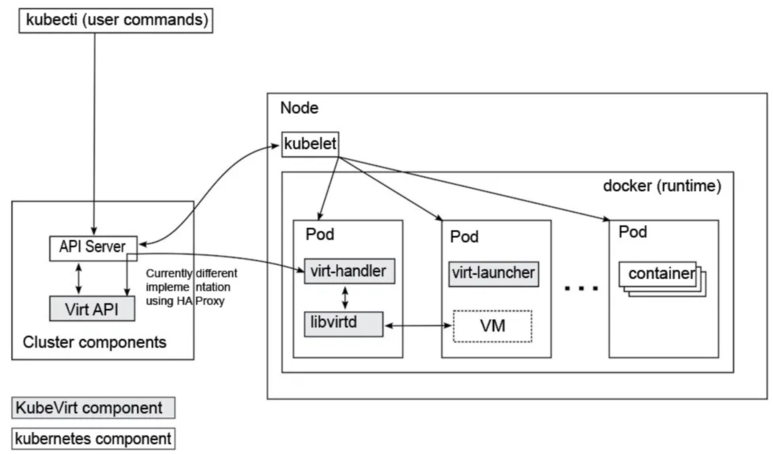 kubecti (user commands)
Node
kubelet
docker (runtime)
API Server
Virt API
Cluster components
Currently different
impleme ntation
using HA Proxy
Pod
virt-handler
libvirtd
Pod
virt-launcher
VM
...
Pod
container
KubeVirt component
kubernetes component